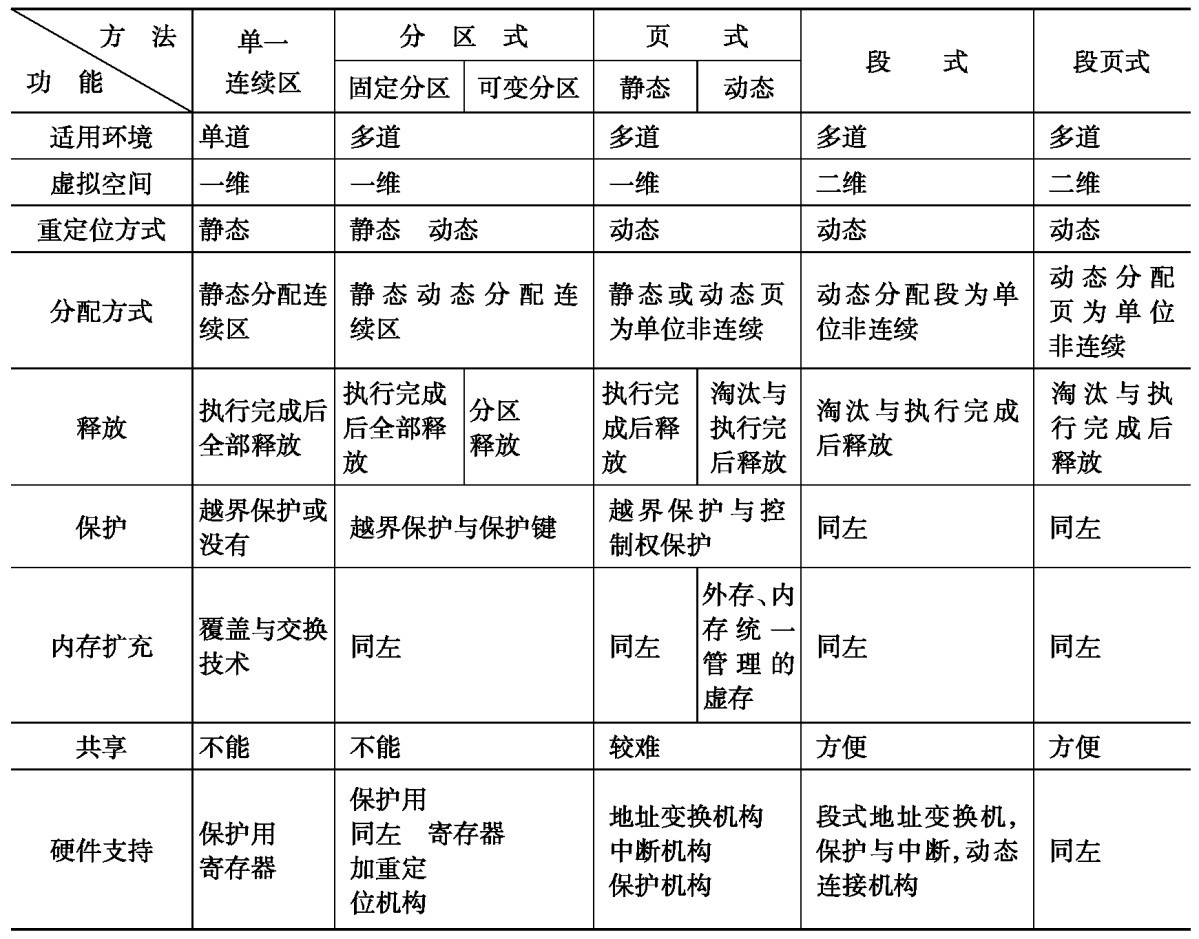 方 法
功 能
单一
连续区
分 区 式
固定分区 可变分区
页 式
静态 动态
段 式
段页式
适用环境 单道 多道 多道 多道 多道
虚拟空间 一维 一维 一维 二维 二维
重定位方式 静态 静态 动态 动态 动态 动态
分配方式
静态分配连
续区
静态动态分配连
续区
静态或动态页
为单位非连续
动态分配段为单
位非连续
动态分配
页为单位
非连续
释放
执行完成后
全部释放
执行完成
后全部释
放
分区
释放
执行完
成后释
放
淘汰与
执行完
后释放
淘汰与执行完成
后释放
淘汰与执
行完成后
释放
保护
越界保护或
没有
越界保护与保护键
越界保护与控
制权保护
同左
同左
内存扩充
覆盖与交换
技术
同左
同左
外存、内
存统一
管理的
虚存
同左
同左
共享 不能 不能 较难 方便 方便
硬件支持
保护用
寄存器
保护用
同左 寄存器
加重定
位机构
地址变换机构
中断机构
保护机构
段式地址变换机,
保护与中断,动态
连接机构
同左